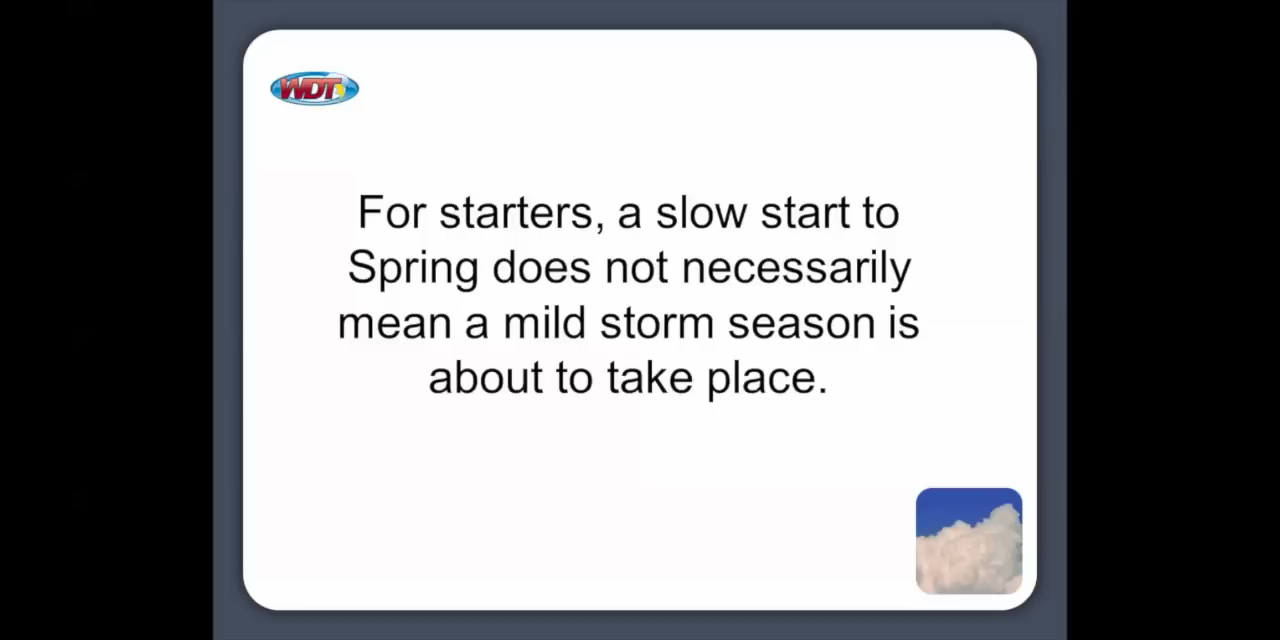 WDT
For starters, a slow start to
Spring does not necessarily
mean a mild storm season is
about to take place.